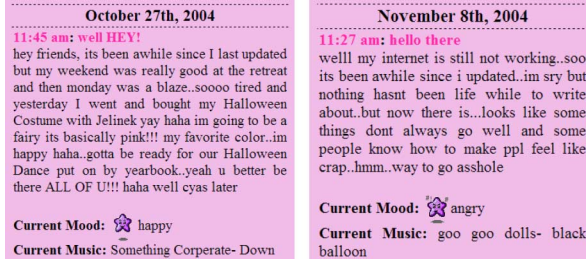 October 27th, 2004
11:45 am: well HEY!
hey friends, its been awhile since I last updated
but my weekend was really good at the retreat
and then monday was a blaze..soooo tired and
yesterday I went and bought my Halloween
Costume with Jelinek yay haha im going to be a
fairy its basically pink!!! my favorite color..im
happy haha..gotta be ready for our Halloween
Dance put on by yearbook..yeah u better be
there ALL OF U!!! haha well cyas later
Current Mood: happy
Current Music: Something Corperate- Down
November 8th, 2004
11:27 am: hello there
welll my internet is still not working..soo
its been awhile since i updated..im sry but
nothing hasnt been life while to write
about..but now there is...looks like some
things dont always go well and some
people know how to make ppl feel like
crap..hmm..way to go asshole
Current Mood: angry
Current Music: goo goo dolls- black
balloon